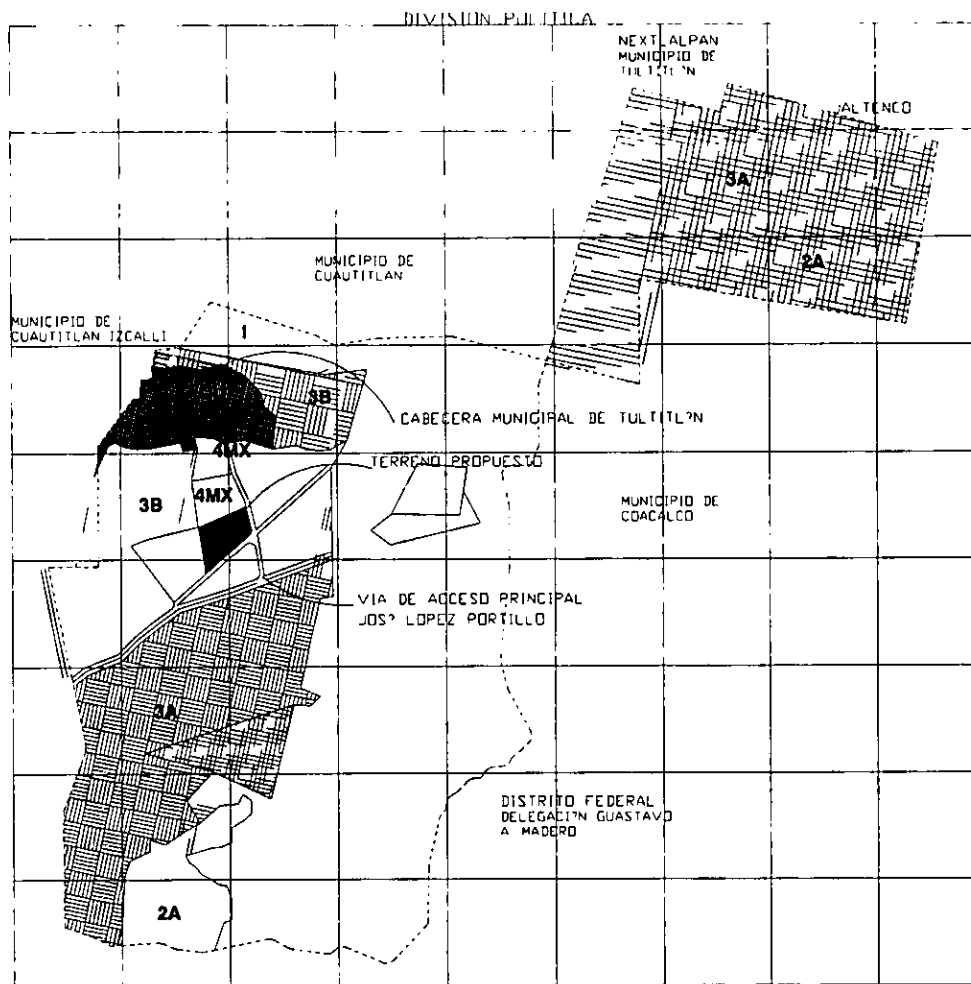 DIVISION POLITICA
NEXTLALPAN
MUNICIPIO DE
TULTITL?N
JALTENCO
3A
2A
MUNICIPIO DE
CUAUTITLAN
MUNICIPIO DE
CUAUTITLAN IZCALLI
3B
CABECERA MUNICIPAL DE TULTITL?N
4MX
TERRENO PROPUESTO
4MX
3B
MUNICIPIO DE
COACALCO
VIA DE ACCESO PRINCIPAL
JOS? LOPEZ PORTILLO
3A
DISTRITO FEDERAL
DELEGACI?N GUASTAVO
A MADERO
2A